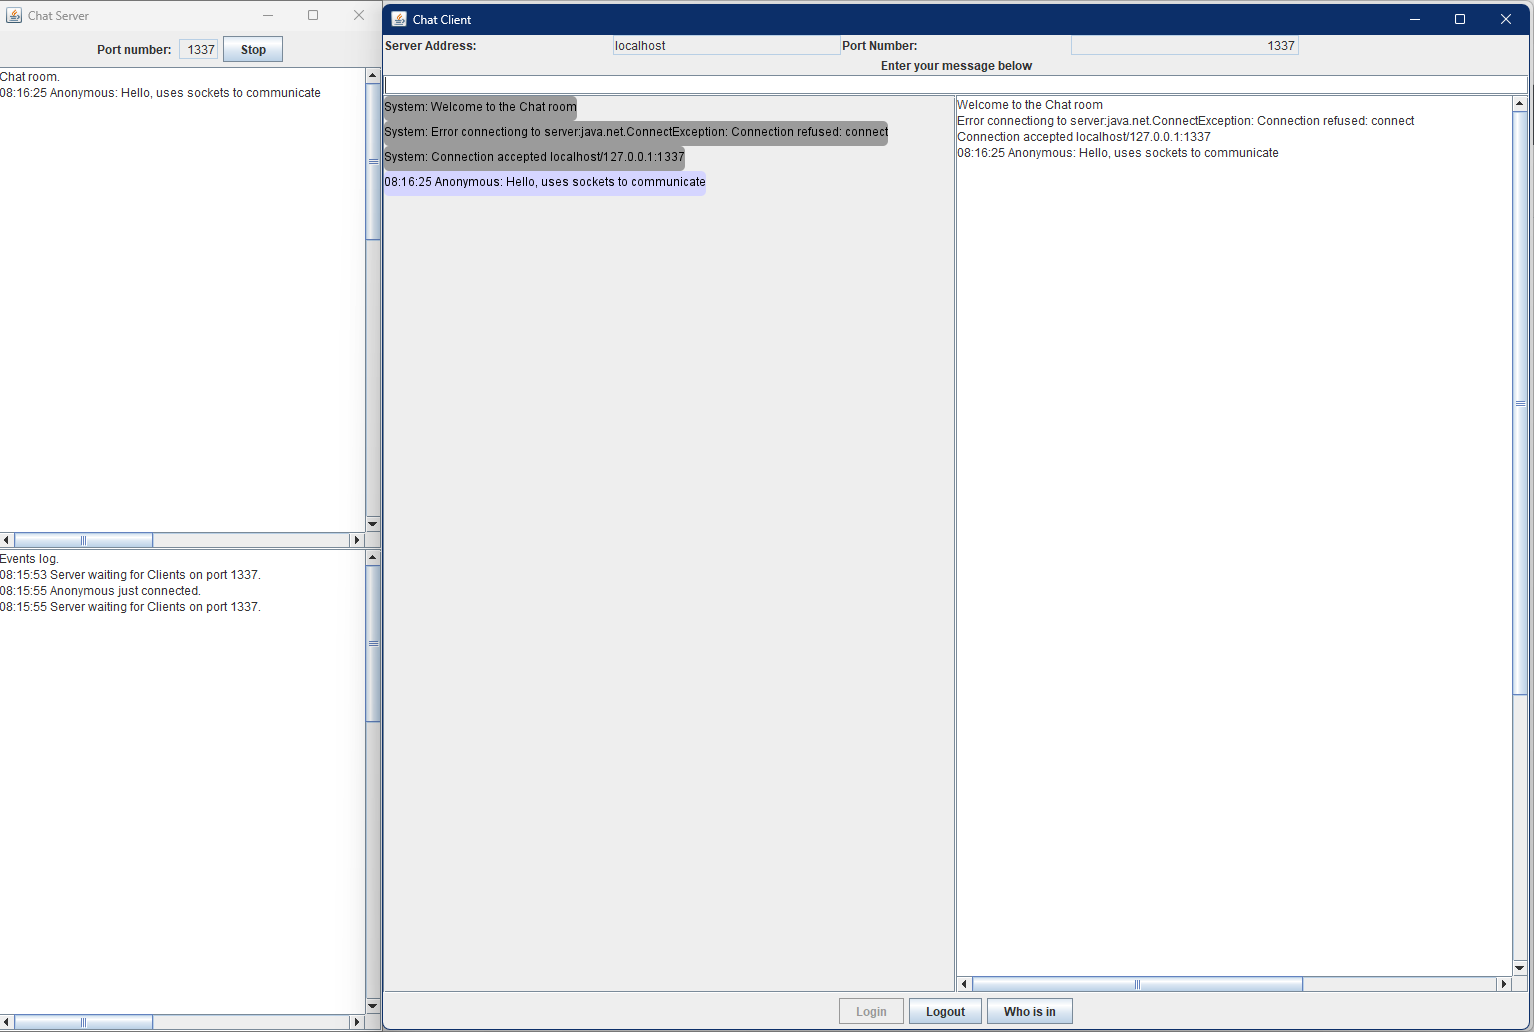 Chat Server
Port number: 1337 Stop
Chat room.
08:16:25 Anonymous: Hello, uses sockets to communicate
Events log.
08:15:53 Server waiting for Clients on port 1337.
08:15:55 Anonymous just connected.
08:15:55 Server waiting for Clients on port 1337.
Chat Client
Server Address: localhost Port Number: 1337
Enter your message below
System: Welcome to the Chat room
System: Error connectiong to server:java.net.ConnectException: Connection refused: connect
System: Connection accepted localhost/127.0.0.1:1337
08:16:25 Anonymous: Hello, uses sockets to communicate
Welcome to the Chat room
Error connectiong to server:java.net.ConnectException: Connection refused: connect
Connection accepted localhost/127.0.0.1:1337
08:16:25 Anonymous: Hello, uses sockets to communicate
Login Logout Who is in